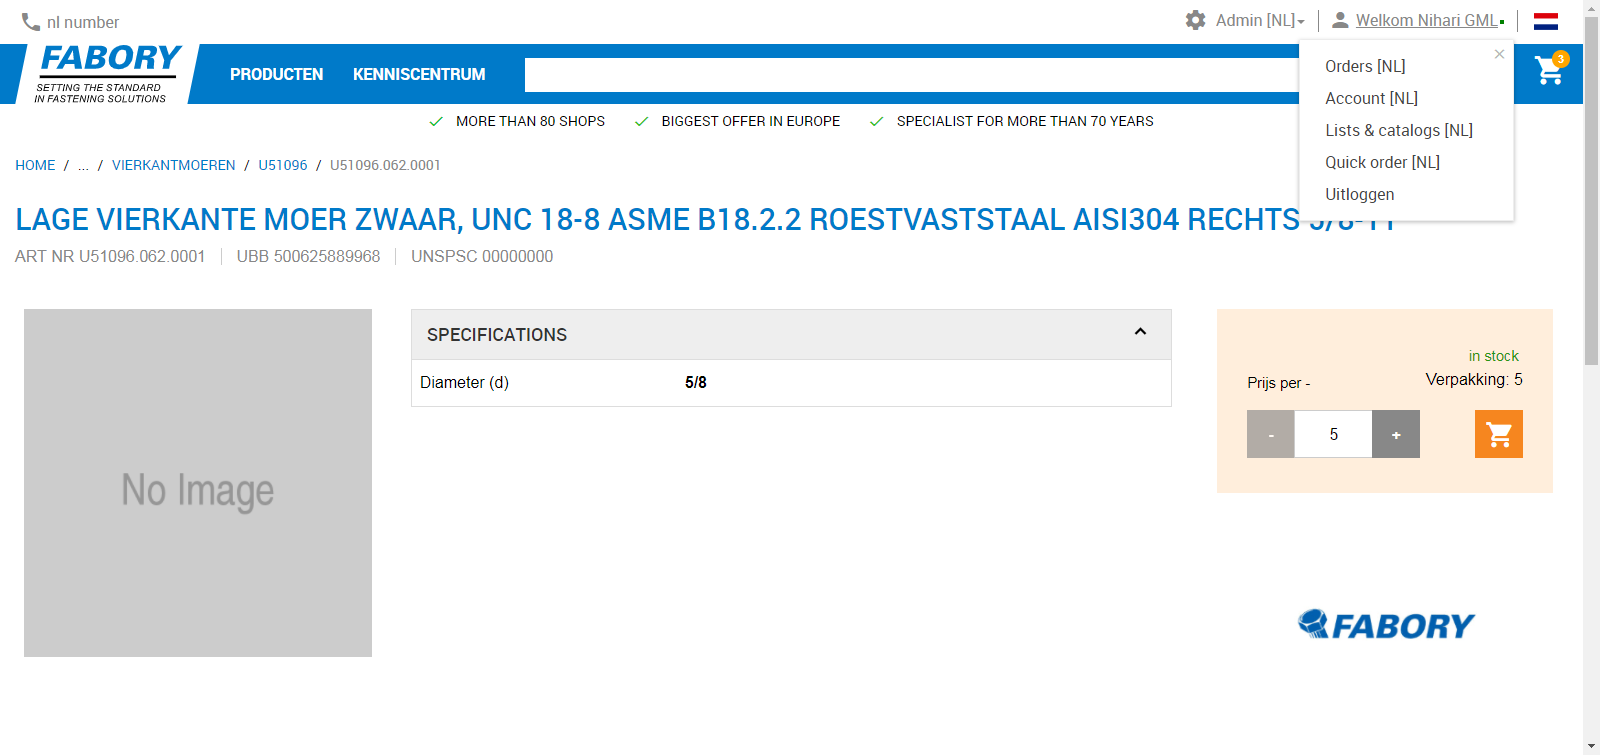 nl number
Admin [NL]
Welkom Nihari GML
FABORY
SETTING THE STANDARD
IN FASTENING SOLUTIONS
PRODUCTEN
KENNISCENTRUM
3
Orders [NL]
Account [NL]
Lists & catalogs [NL]
Quick order [NL]
Uitloggen
MORE THAN 80 SHOPS
BIGGEST OFFER IN EUROPE
SPECIALIST FOR MORE THAN 70 YEARS
HOME / ... / VIERKANTMOEREN / U51096 / U51096.062.0001
LAGE VIERKANTE MOER ZWAAR, UNC 18-8 ASME B18.2.2 ROESTVASTSTAAL AISI304 RECHTS 5/8-11
ART NR U51096.062.0001
UBB 500625889968
UNSPSC 00000000
No Image
SPECIFICATIONS
Diameter (d) 5/8
in stock
Prijs per -
Verpakking: 5
- 5 +
FABORY